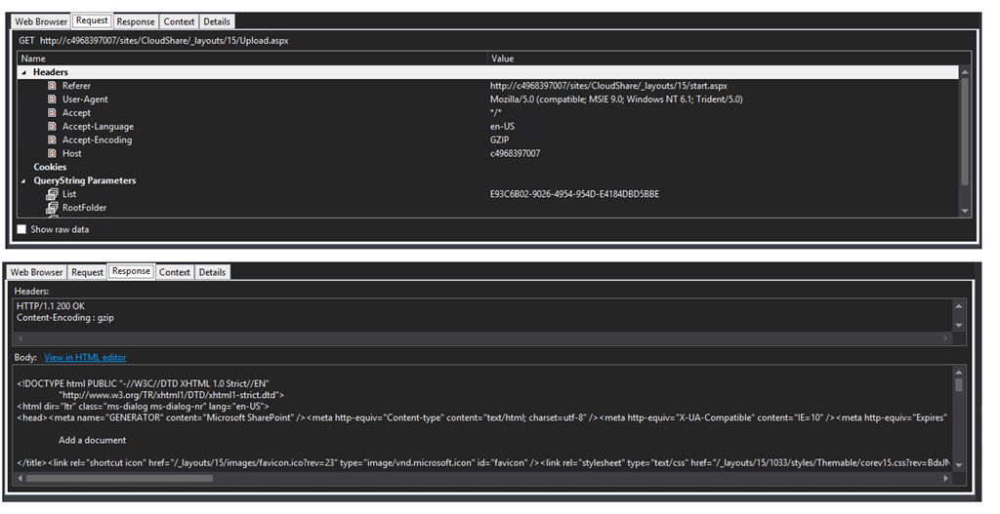 Web Browser Request Response Context Details
GET http://c4968397007/sites/CloudShare/_layouts/15/Upload.aspx
Name Value
Headers
Referer http://c4968397007/sites/CloudShare/_layouts/15/start.aspx
User-Agent Mozilla/5.0 (compatible; MSIE 9.0; Windows NT 6.1; Trident/5.0)
Accept */*
Accept-Language en-US
Accept-Encoding GZIP
Host c4968397007
Cookies
QueryString Parameters
List E93C6B02-9026-4954-954D-E4184DBD5BBE
RootFolder
Show raw data
Web Browser Request Response Context Details
Headers:
HTTP/1.1 200 OK
Content-Encoding : gzip
Body: View in HTML editor
<!DOCTYPE html PUBLIC "-//W3C//DTD XHTML 1.0 Strict//EN"
"http://www.w3.org/TR/xhtml1/DTD/xhtml1-strict.dtd">
<html dir="ltr" class="ms-dialog ms-dialog-nr" lang="en-US">
<head><meta name="GENERATOR" content="Microsoft SharePoint" /><meta http-equiv="Content-type" content="text/html; charset=utf-8" /><meta http-equiv="X-UA-Compatible" content="IE=10" /><meta http-equiv="Expires"
Add a document
</title><link rel="shortcut icon" href="/_layouts/15/images/favicon.ico?rev=23" type="image/vnd.microsoft.icon" id="favicon" /><link rel="stylesheet" type="text/css" href="/_layouts/15/1033/styles/Themable/corev15.css?rev=